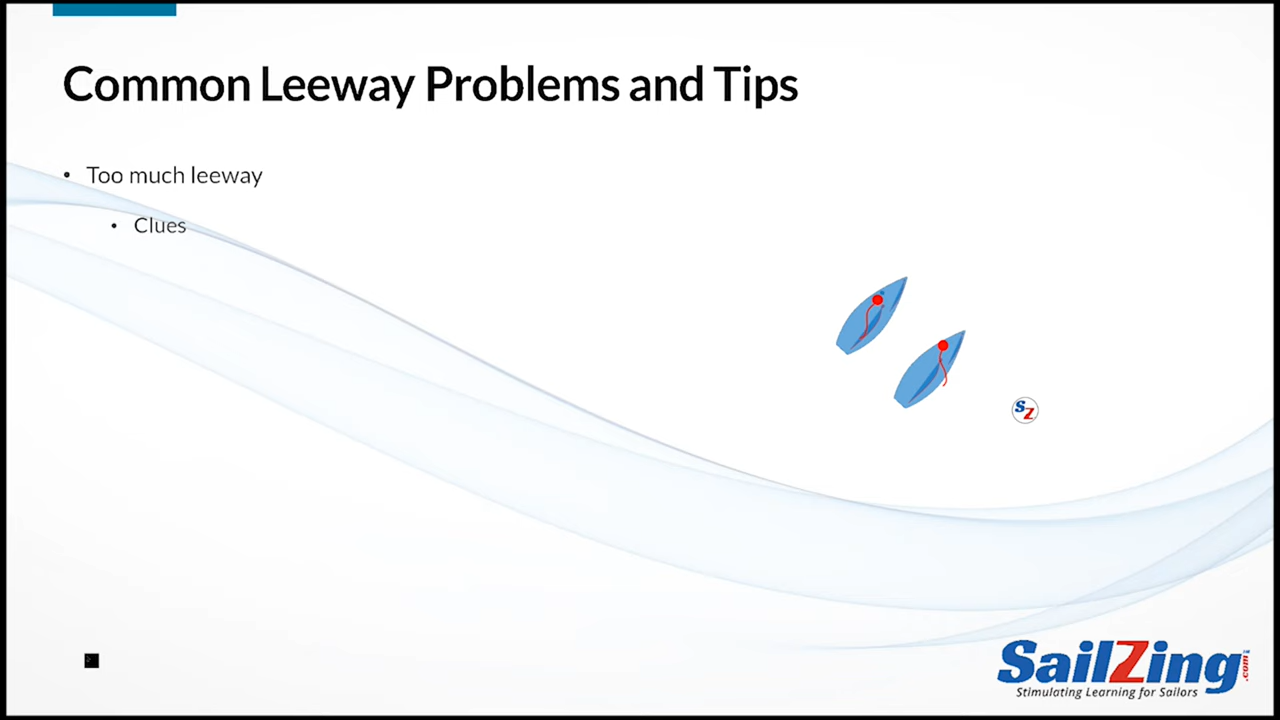 Common Leeway Problems and Tips
• Too much leeway
• Clues
SZ
SailZing.com
Stimulating Learning for Sailors